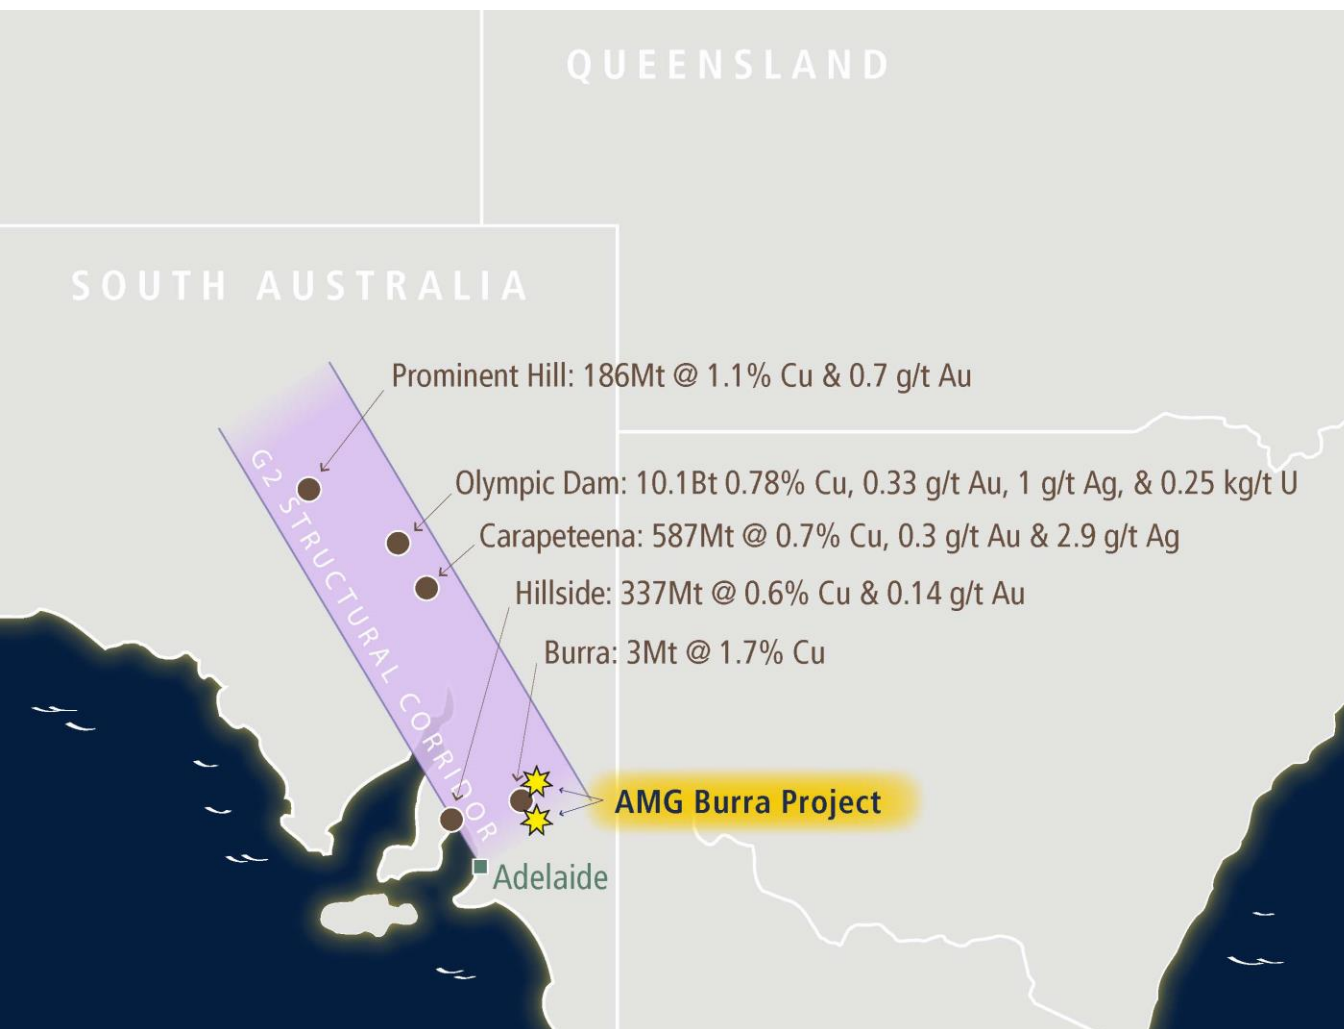 QUEENSLAND
SOUTH AUSTRALIA
Prominent Hill: 186Mt @ 1.1% Cu & 0.7 g/t Au
G2 STRUCTURAL CORRIDOR
Olympic Dam: 10.1Bt 0.78% Cu, 0.33 g/t Au, 1 g/t Ag, & 0.25 kg/t U
Carapeteena: 587Mt @ 0.7% Cu, 0.3 g/t Au & 2.9 g/t Ag
Hillside: 337Mt @ 0.6% Cu & 0.14 g/t Au
Burra: 3Mt @ 1.7% Cu
AMG Burra Project
Adelaide